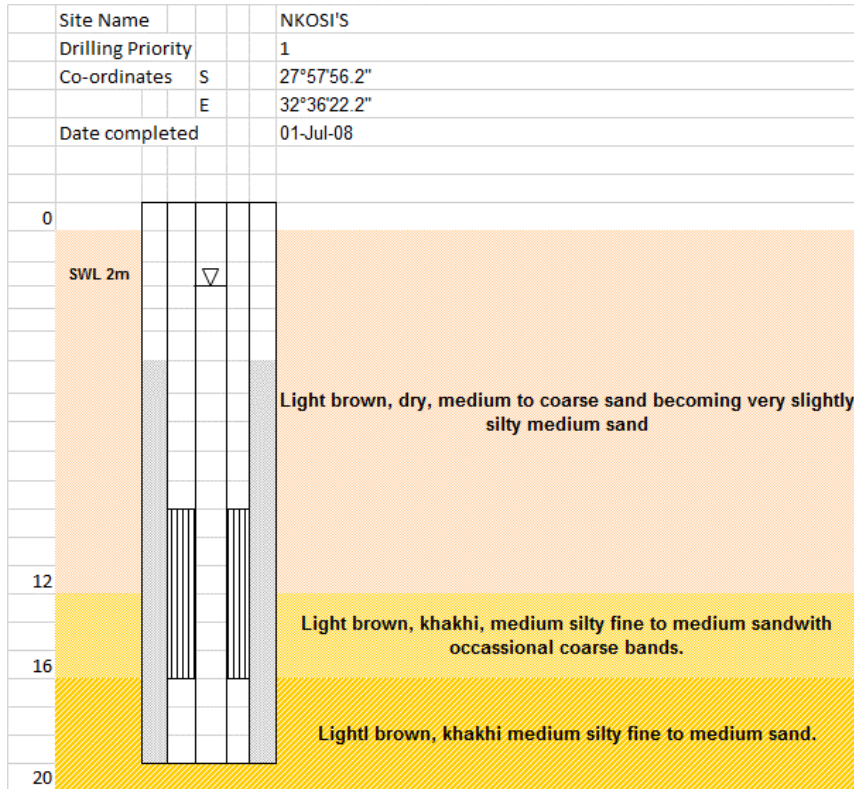 Site Name NKOSI'S
Drilling Priority 1
Co-ordinates S 27°57'56.2"
E 32°36'22.2"
Date completed 01-Jul-08
0
SWL 2m
Light brown, dry, medium to coarse sand becoming very slightly
silty medium sand
12
Light brown, khakhi, medium silty fine to medium sandwith
occassional coarse bands.
16
Lightl brown, khakhi medium silty fine to medium sand.
20